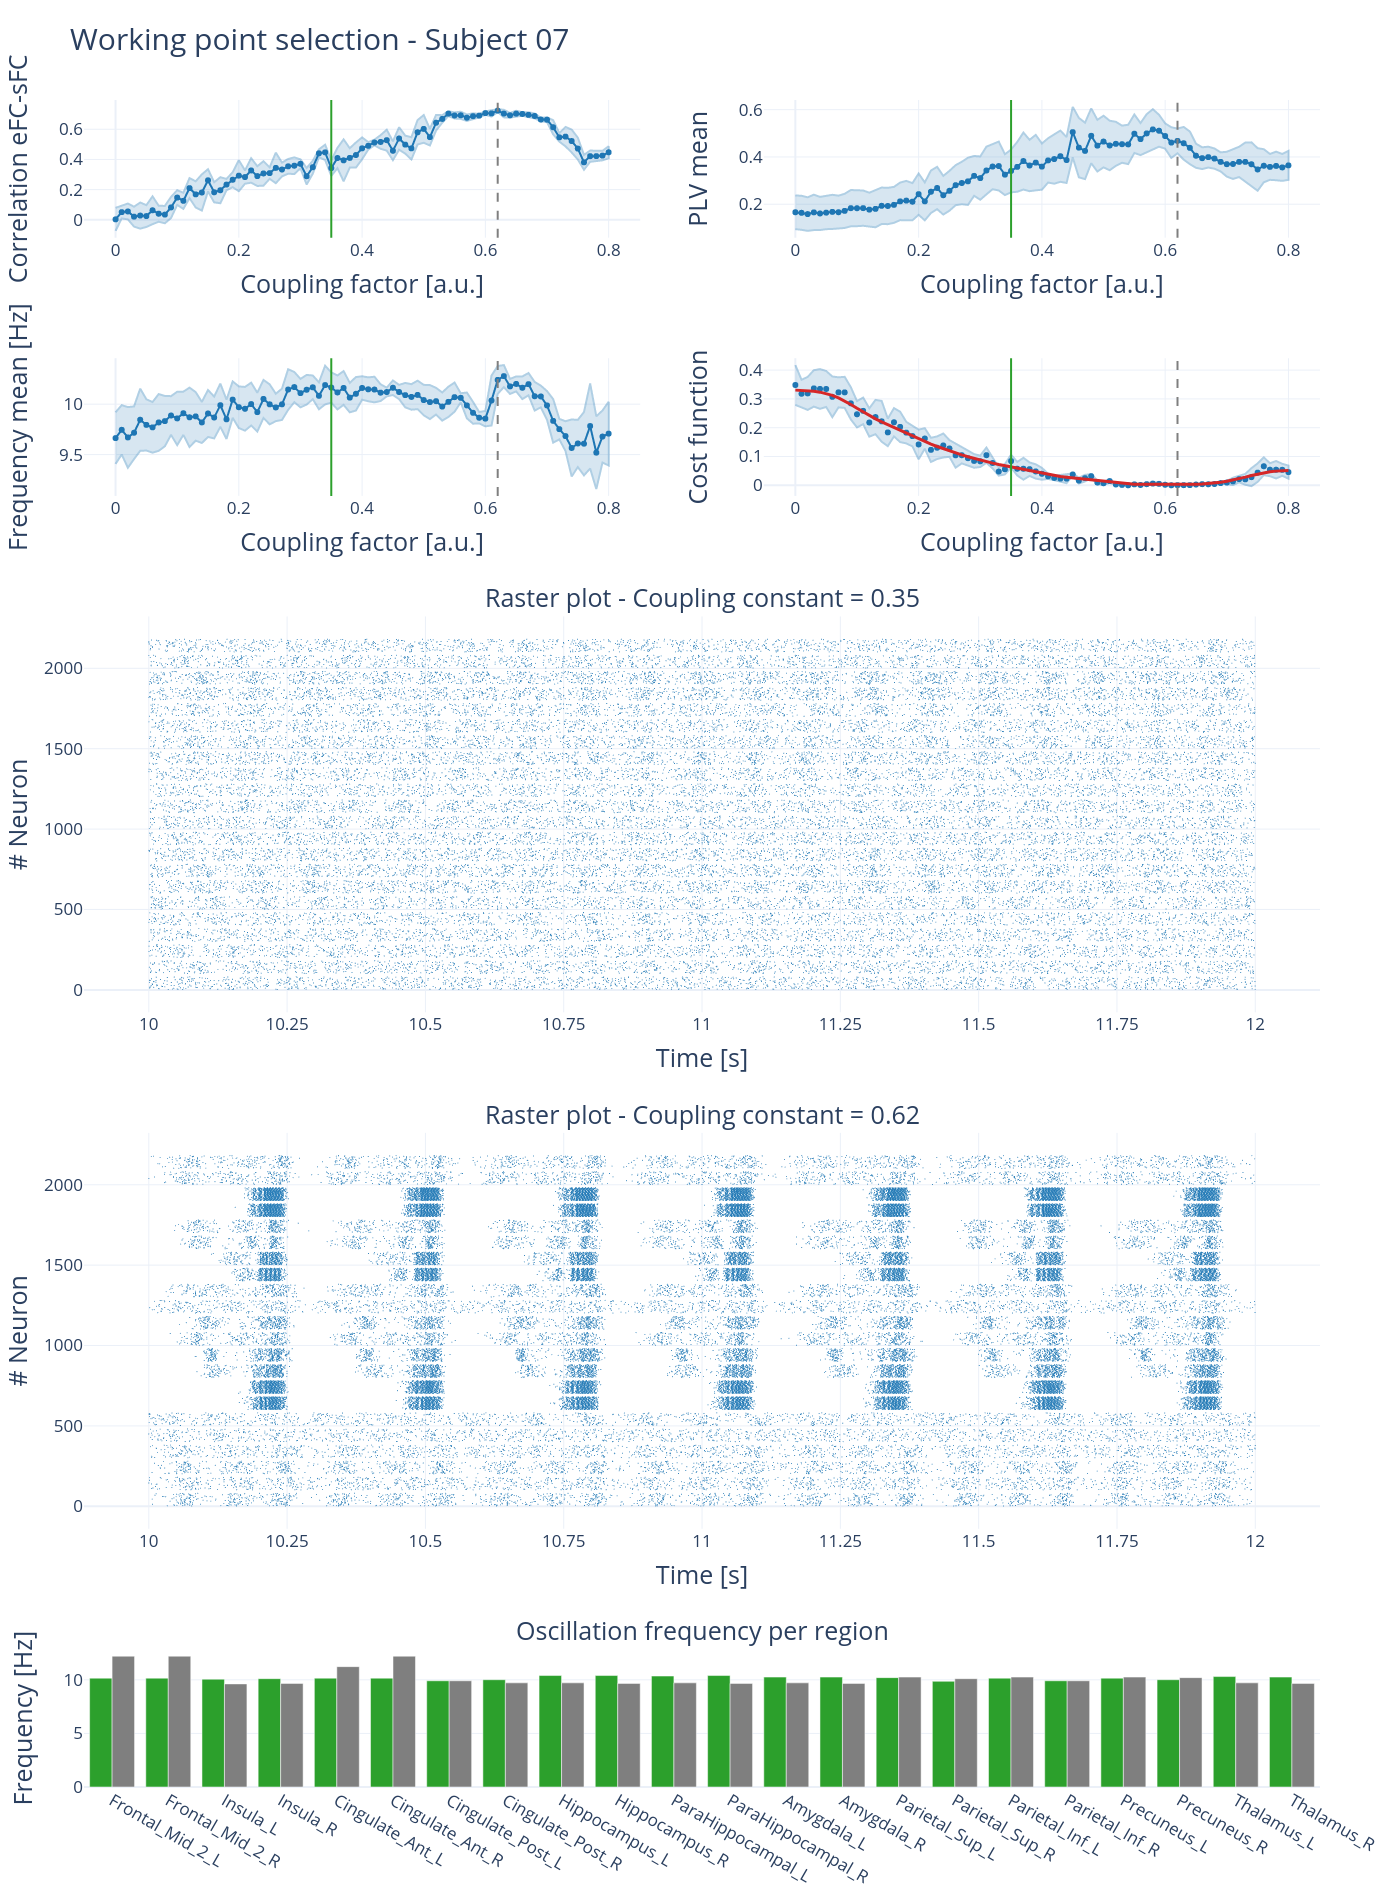 Working point selection - Subject 07
Correlation eFC-sFC
0.6
0.4
0.2
0
0
0.2
0.4
0.6
0.8
Coupling factor [a.u.]
PLV mean
0.6
0.4
0.2
0
0.2
0.4
0.6
0.8
Coupling factor [a.u.]
Frequency mean [Hz]
10
9.5
0
0.2
0.4
0.6
0.8
Coupling factor [a.u.]
Cost function
0.4
0.3
0.2
0.1
0
0
0.2
0.4
0.6
0.8
Coupling factor [a.u.]
Raster plot - Coupling constant = 0.35
# Neuron
2000
1500
1000
500
0
10
10.25
10.5
10.75
11
11.25
11.5
11.75
12
Time [s]
Raster plot - Coupling constant = 0.62
# Neuron
2000
1500
1000
500
0
10
10.25
10.5
10.75
11
11.25
11.5
11.75
12
Time [s]
Oscillation frequency per region
Frequency [Hz]
10
5
0
Frontal_Mid_2_L
Frontal_Mid_2_R
Insula_L
Insula_R
Cingulate_Ant_L
Cingulate_Ant_R
Cingulate_Post_L
Cingulate_Post_R
Hippocampus_L
Hippocampus_R
ParaHippocampal_L
ParaHippocampal_R
Amygdala_L
Amygdala_R
Parietal_Sup_L
Parietal_Sup_R
Parietal_Inf_L
Parietal_Inf_R
Precuneus_L
Precuneus_R
Thalamus_L
Thalamus_R